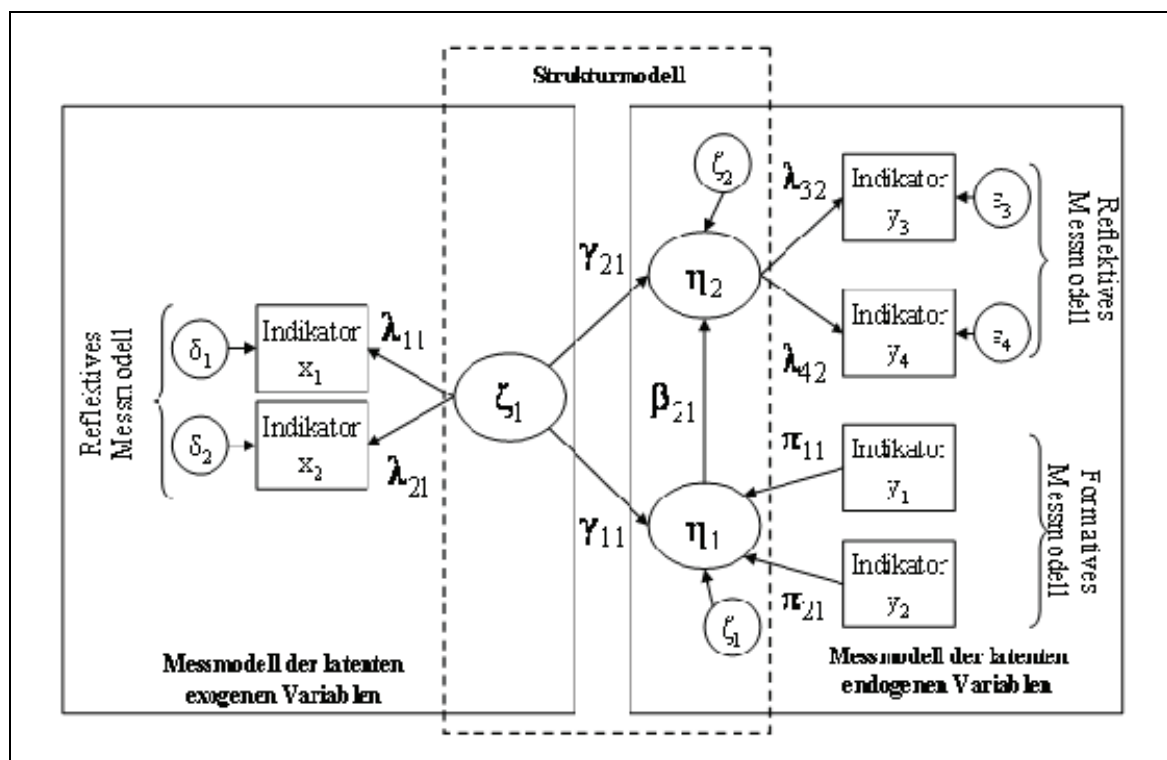 Strukturmodell
ζ2
λ32
Indikator
y3
ε3
Reflektives
Messmodell
γ21
η2
Indikator
y4
ε4
λ42
Reflektives
Messmodell
δ1
Indikator
x1
λ11
δ2
Indikator
x2
λ21
ζ1
β21
π11
Indikator
y1
Formatives
Messmodell
γ11
η1
Indikator
y2
π21
ζ1
Messmodell der latenten
exogenen Variablen
Messmodell der latenten
endogenen Variablen